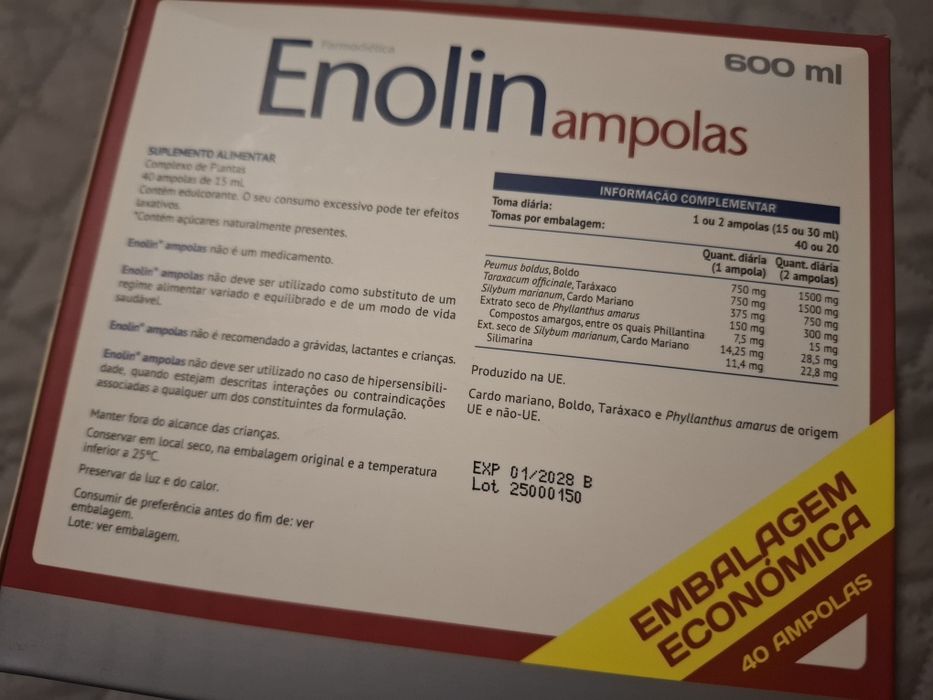 Farmodiética
Enolin ampolas
600 ml
SUPLEMENTO ALIMENTAR
Complexo de Plantas
40 ampolas de 15 mL
Contém edulcorante. O seu consumo excessivo pode ter efeitos
laxativos.
*Contém açúcares naturalmente presentes.
Enolin® ampolas não é um medicamento.
Enolin® ampolas não deve ser utilizado como substituto de um
regime alimentar variado e equilibrado e de um modo de vida
saudável.
Enolin® ampolas não é recomendado a grávidas, lactantes e crianças.
Enolin® ampolas não deve ser utilizado no caso de hipersensibili-
dade, quando estejam descritas interações ou contraindicações
associadas a qualquer um dos constituintes da formulação.
Manter fora do alcance das crianças.
Conservar em local seco, na embalagem original e a temperatura
inferior a 25°C.
Preservar da luz e do calor.
Consumir de preferência antes do fim de: ver
embalagem.
Lote: ver embalagem.
INFORMAÇÃO COMPLEMENTAR
Toma diária: 1 ou 2 ampolas (15 ou 30 ml)
Tomas por embalagem: 40 ou 20
Quant. diária Quant. diária
(1 ampola) (2 ampolas)
Peumus boldus, Boldo 750 mg 1500 mg
Taraxacum officinale, Taráxaco 750 mg 1500 mg
Silybum marianum, Cardo Mariano 375 mg 750 mg
Extrato seco de Phyllanthus amarus 150 mg 300 mg
Compostos amargos, entre os quais Phillantina 7,5 mg 15 mg
Ext. seco de Silybum marianum, Cardo Mariano 14,25 mg 28,5 mg
Silimarina 11,4 mg 22,8 mg
Produzido na UE.
Cardo mariano, Boldo, Taráxaco e Phyllanthus amarus de origem
UE e não-UE.
EXP 01/2028 B
Lot 25000150
EMBALAGEM
ECONÓMICA
40 AMPOLAS